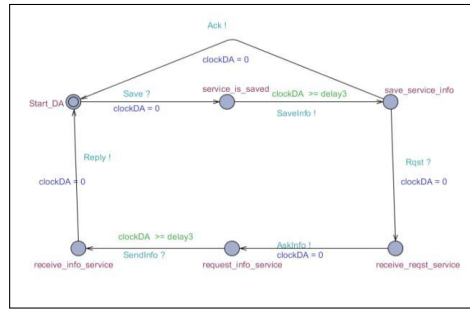 Ack !
clockDA = 0
Start_DA
Save ?
clockDA = 0
service_is_saved
clockDA >= delay3
SaveInfo !
save_service_info
Reply !
clockDA = 0
Rqst ?
clockDA = 0
clockDA >= delay3
SendInfo ?
AskInfo !
clockDA = 0
receive_info_service
request_info_service
receive_reqst_service